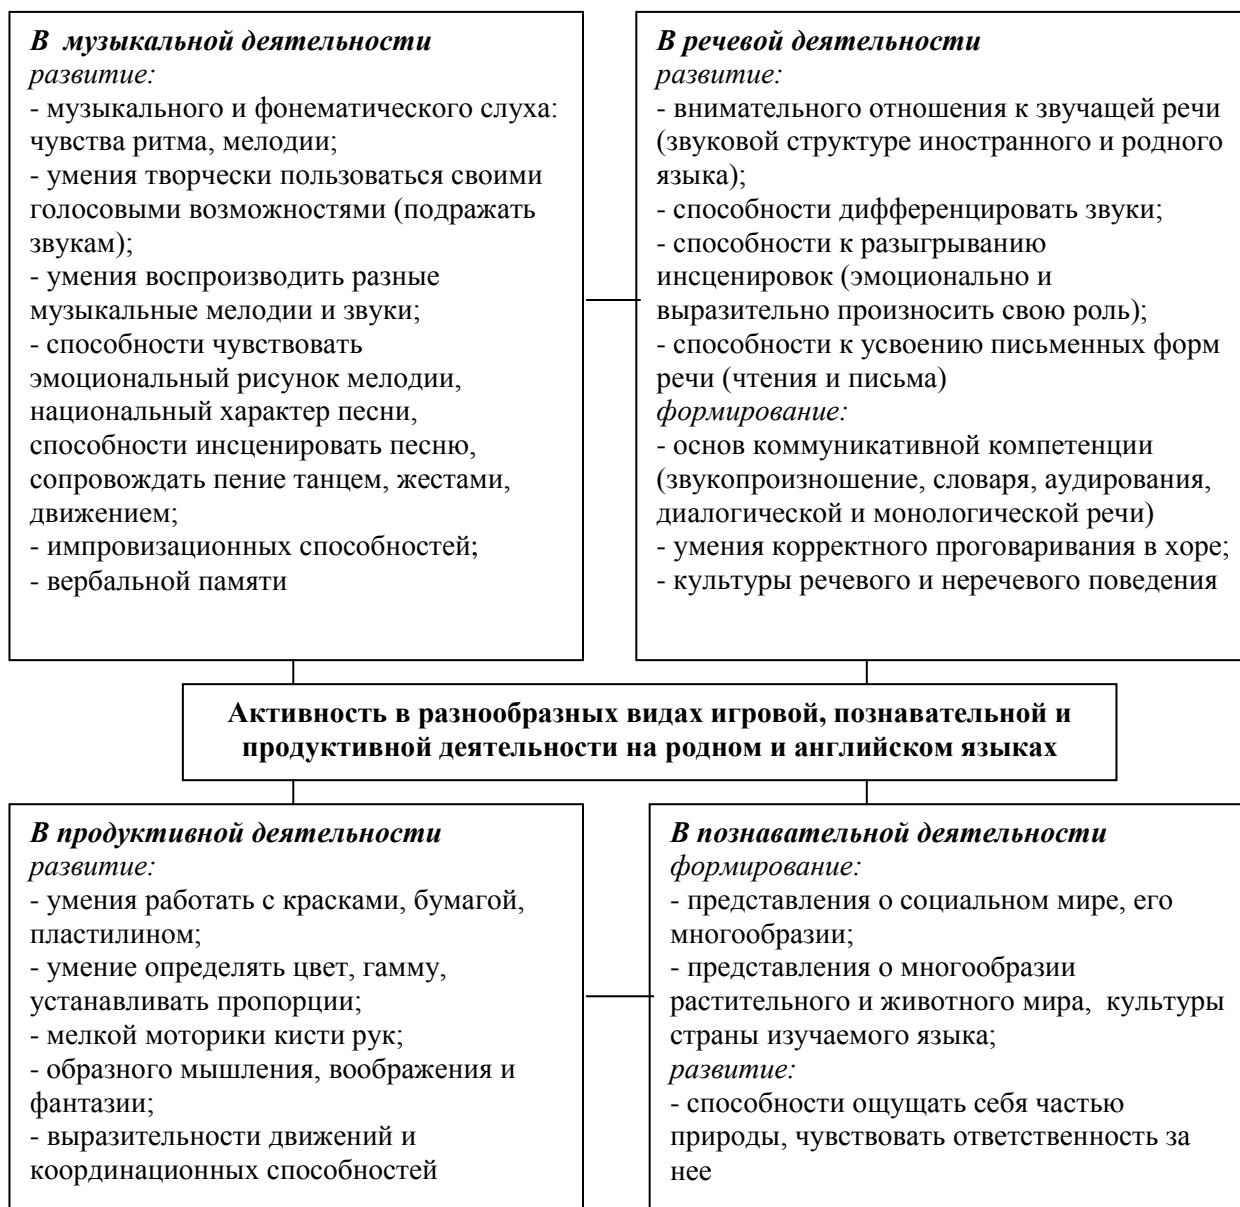 В музыкальной деятельности
развитие:
- музыкального и фонематического слуха:
чувства ритма, мелодии;
- умения творчески пользоваться своими
голосовыми возможностями (подражать
звукам);
- умения воспроизводить разные
музыкальные мелодии и звуки;
- способности чувствовать
эмоциональный рисунок мелодии,
национальный характер песни,
способности инсценировать песню,
сопровождать пение танцем, жестами,
движением;
- импровизационных способностей;
- вербальной памяти
В речевой деятельности
развитие:
- внимательного отношения к звучащей речи
(звуковой структуре иностранного и родного
языка);
- способности дифференцировать звуки;
- способности к разыгрыванию
инсценировок (эмоционально и
выразительно произносить свою роль);
- способности к усвоению письменных форм
речи (чтения и письма)
формирование:
- основ коммуникативной компетенции
(звукопроизношение, словаря, аудирования,
диалогической и монологической речи)
- умения корректного проговаривания в хоре;
- культуры речевого и неречевого поведения
Активность в разнообразных видах игровой, познавательной и
продуктивной деятельности на родном и английском языках
В продуктивной деятельности
развитие:
- умения работать с красками, бумагой,
пластилином;
- умение определять цвет, гамму,
устанавливать пропорции;
- мелкой моторики кисти рук;
- образного мышления, воображения и
фантазии;
- выразительности движений и
координационных способностей
В познавательной деятельности
формирование:
- представления о социальном мире, его
многообразии;
- представления о многообразии
растительного и животного мира, культуры
страны изучаемого языка;
развитие:
- способности ощущать себя частью
природы, чувствовать ответственность за
нее